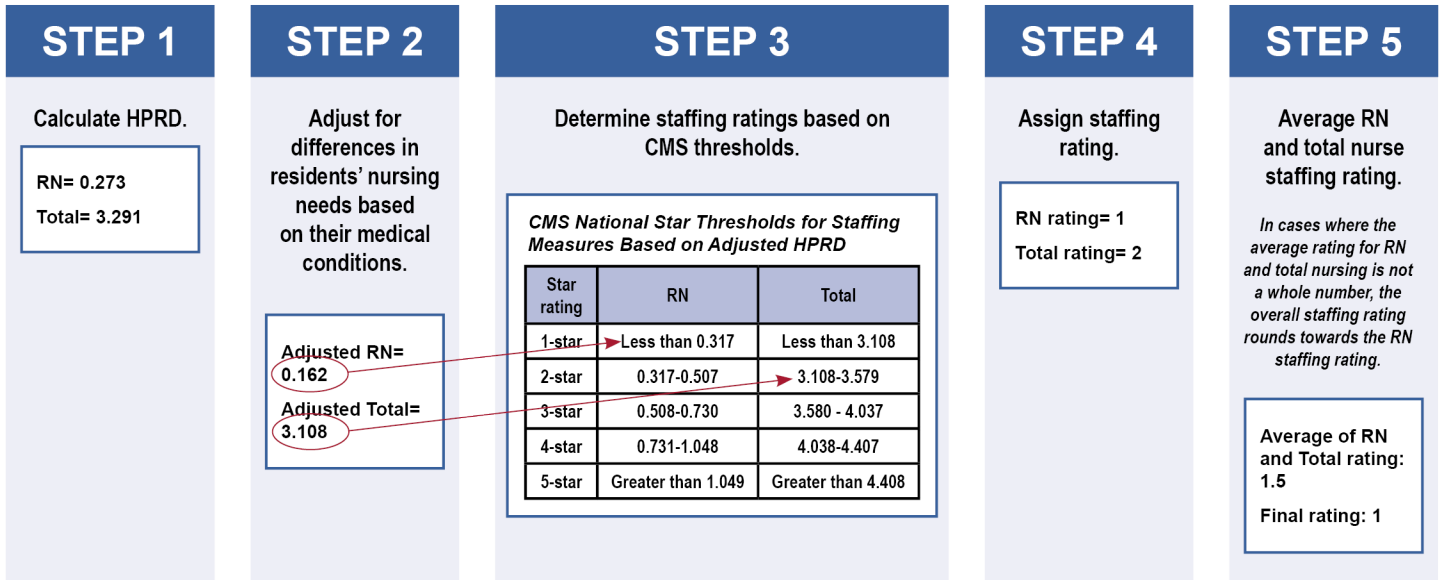 STEP 1
Calculate HPRD.
RN= 0.273
Total= 3.291
STEP 2
Adjust for
differences in
residents’ nursing
needs based
on their medical
conditions.
Adjusted RN=
0.162
Adjusted Total=
3.108
STEP 3
Determine staffing ratings based on
CMS thresholds.
CMS National Star Thresholds for Staffing
Measures Based on Adjusted HPRD
Star
rating
RN
Total
1-star Less than 0.317 Less than 3.108
2-star 0.317-0.507 3.108-3.579
3-star 0.508-0.730 3.580 - 4.037
4-star 0.731-1.048 4.038-4.407
5-star Greater than 1.049 Greater than 4.408
STEP 4
Assign staffing
rating.
RN rating= 1
Total rating= 2
STEP 5
Average RN
and total nurse
staffing rating.
In cases where the
average rating for RN
and total nursing is not
a whole number, the
overall staffing rating
rounds towards the RN
staffing rating.
Average of RN
and Total rating:
1.5
Final rating: 1